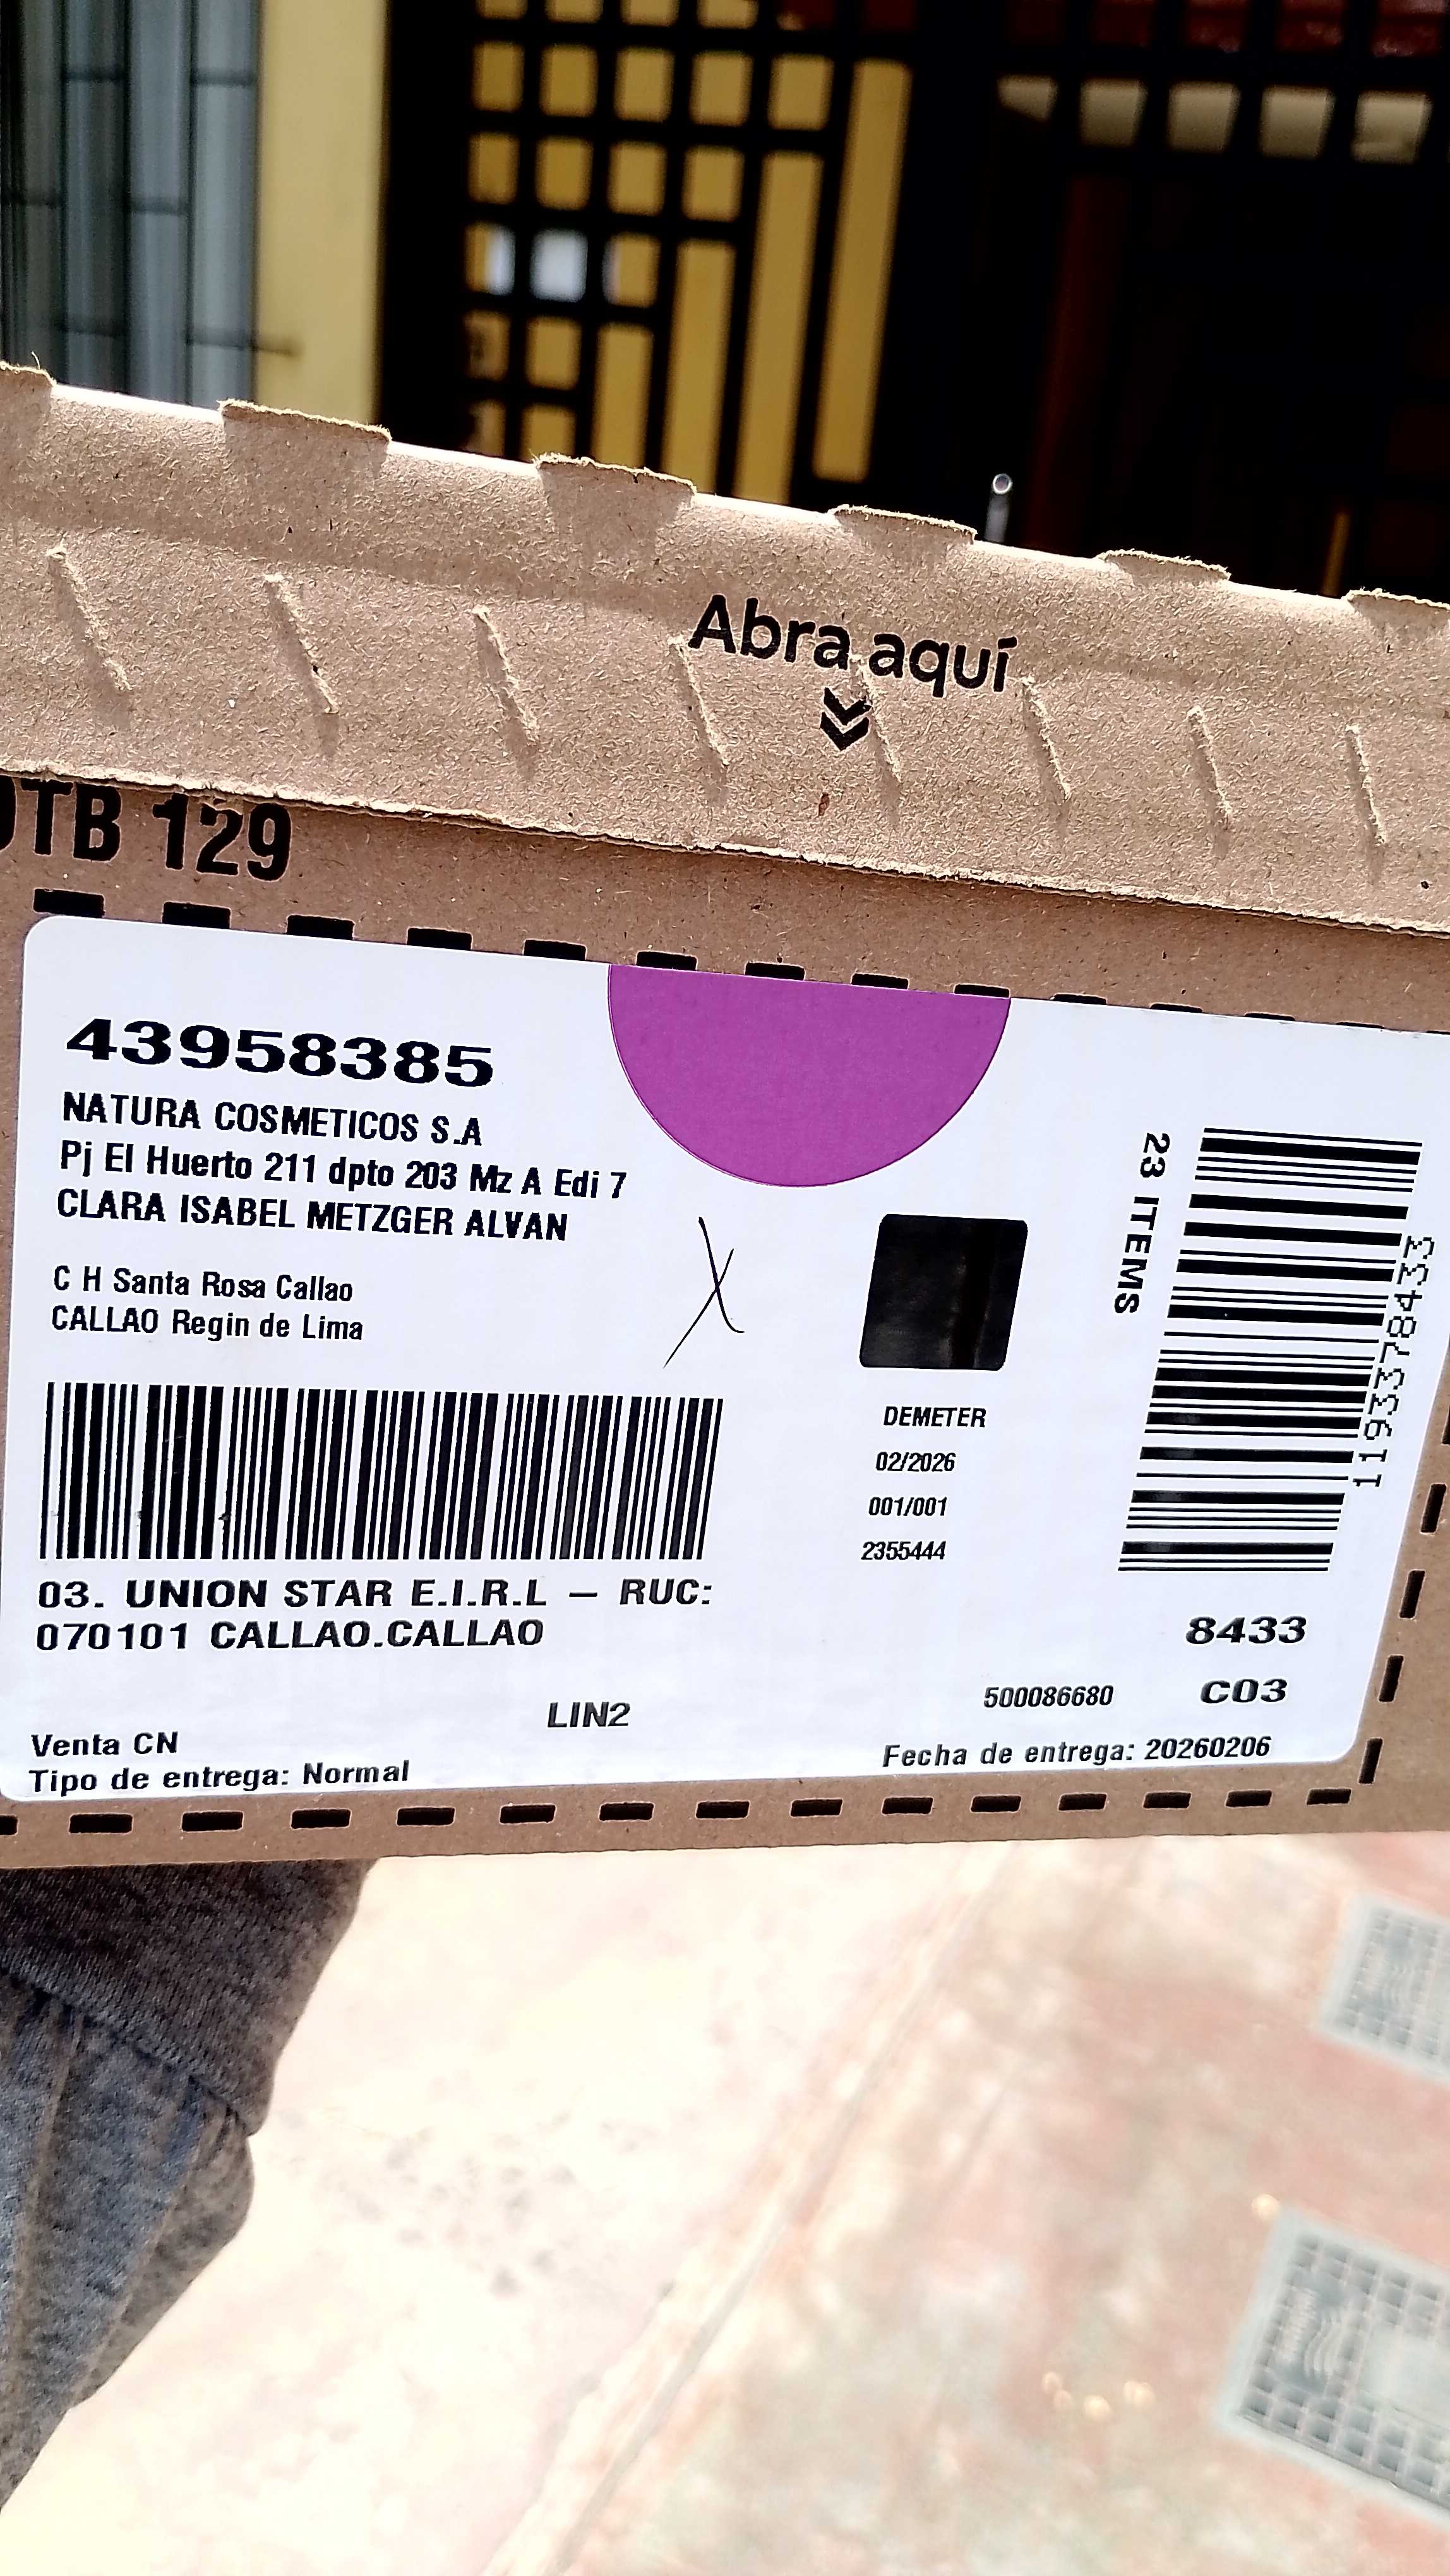 Abra aquí
TB 129
43958385
NATURA COSMETICOS S.A
Pj El Huerto 211 dpto 203 Mz A Edi 7
CLARA ISABEL METZGER ALVAN
C H Santa Rosa Callao
CALLAO Regin de Lima
03. UNION STAR E.I.R.L – RUC:
070101 CALLAO.CALLAO
LIN2
Venta CN
Tipo de entrega: Normal
X
DEMETER
02/2026
001/001
2355444
23 ITEMS
1193378433
8433
500086680
C03
Fecha de entrega: 20260206